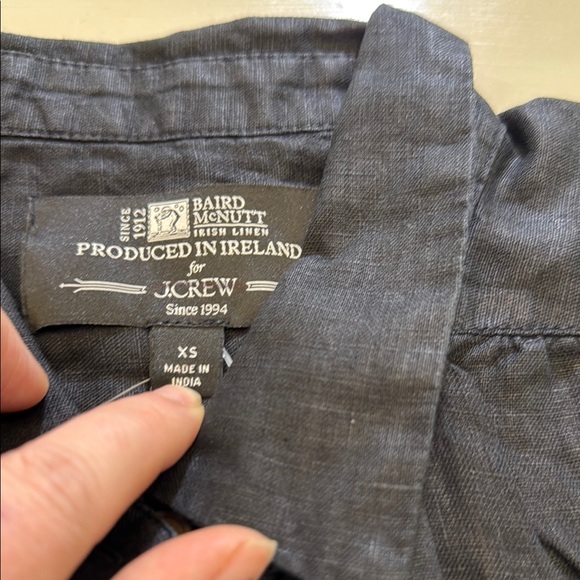 SINCE 1912
BAIRD
McNUTT
IRISH LINEN
PRODUCED IN IRELAND
for
J.CREW
Since 1994
XS
MADE IN
INDIA